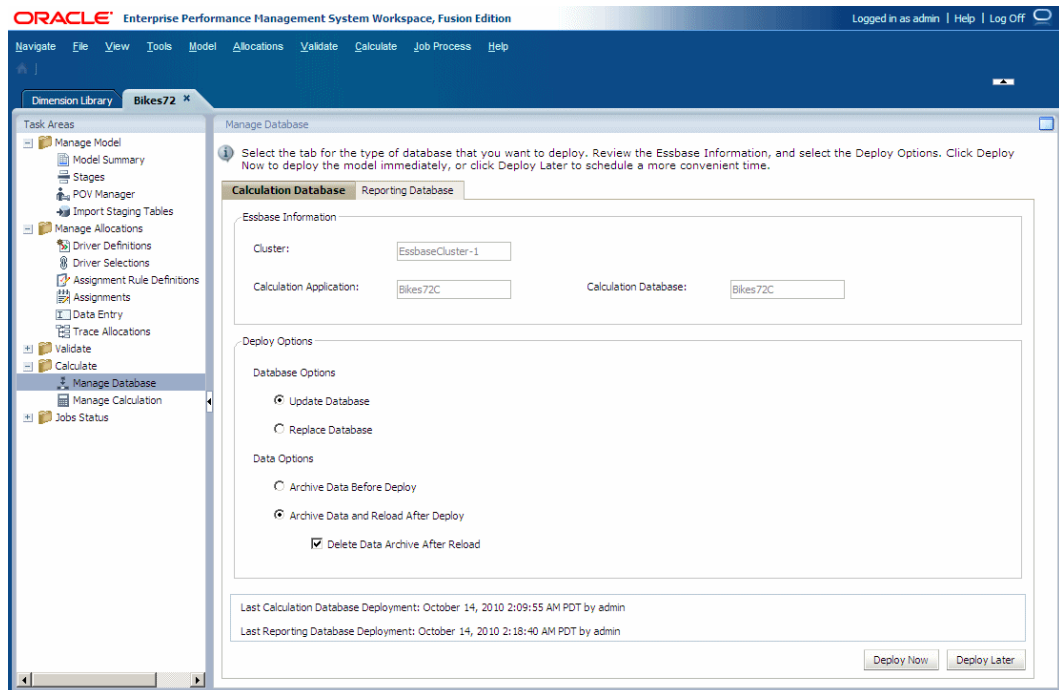 ORACLE Enterprise Performance Management System Workspace, Fusion Edition
Logged in as admin | Help | Log Off
Navigate File View Tools Model Allocations Validate Calculate Job Process Help
Dimension Library Bikes72 ×
Task Areas
Manage Model
Model Summary
Stages
POV Manager
Import Staging Tables
Manage Allocations
Driver Definitions
Driver Selections
Assignment Rule Definitions
Assignments
Data Entry
Trace Allocations
Validate
Calculate
Manage Database
Manage Calculation
Jobs Status
Manage Database
Select the tab for the type of database that you want to deploy. Review the Essbase Information, and select the Deploy Options. Click Deploy
Now to deploy the model immediately, or click Deploy Later to schedule a more convenient time.
Calculation Database Reporting Database
Essbase Information
Cluster: EssbaseCluster-1
Calculation Application: Bikes72C Calculation Database: Bikes72C
Deploy Options
Database Options
Update Database
Replace Database
Data Options
Archive Data Before Deploy
Archive Data and Reload After Deploy
Delete Data Archive After Reload
Last Calculation Database Deployment: October 14, 2010 2:09:55 AM PDT by admin
Last Reporting Database Deployment: October 14, 2010 2:18:40 AM PDT by admin
Deploy Now Deploy Later